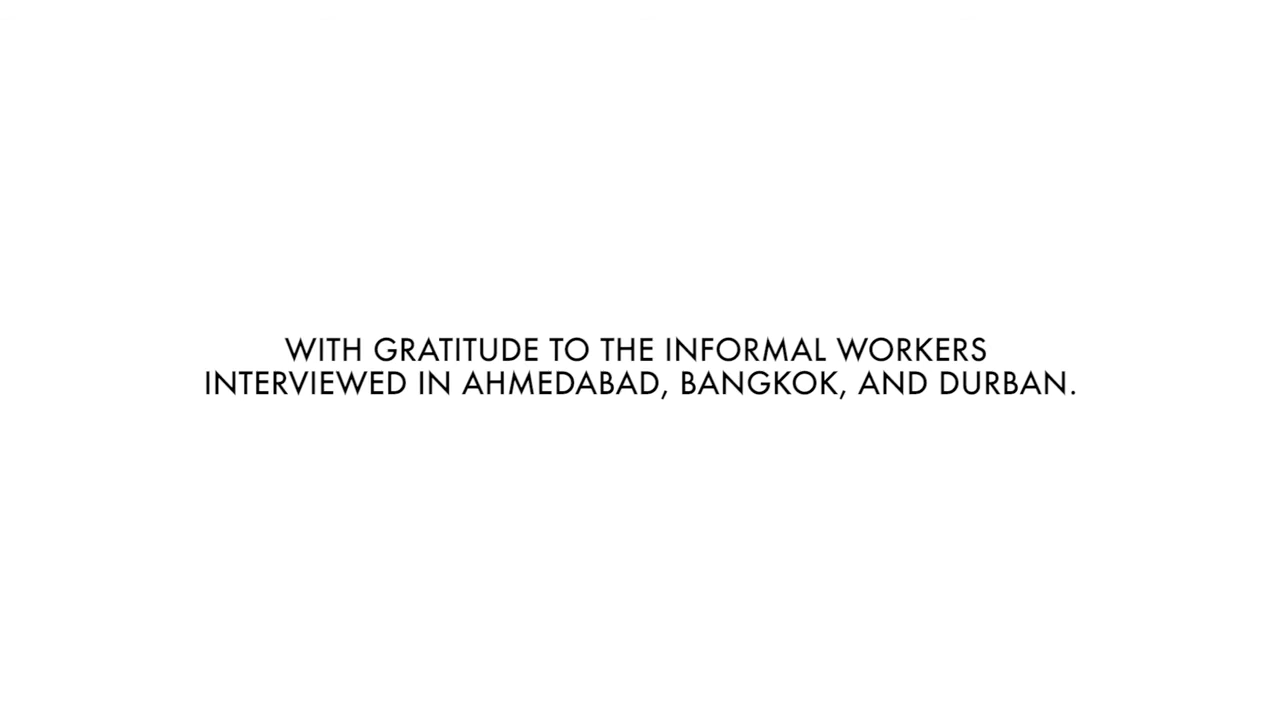 WITH GRATITUDE TO THE INFORMAL WORKERS
INTERVIEWED IN AHMEDABAD, BANGKOK, AND DURBAN.